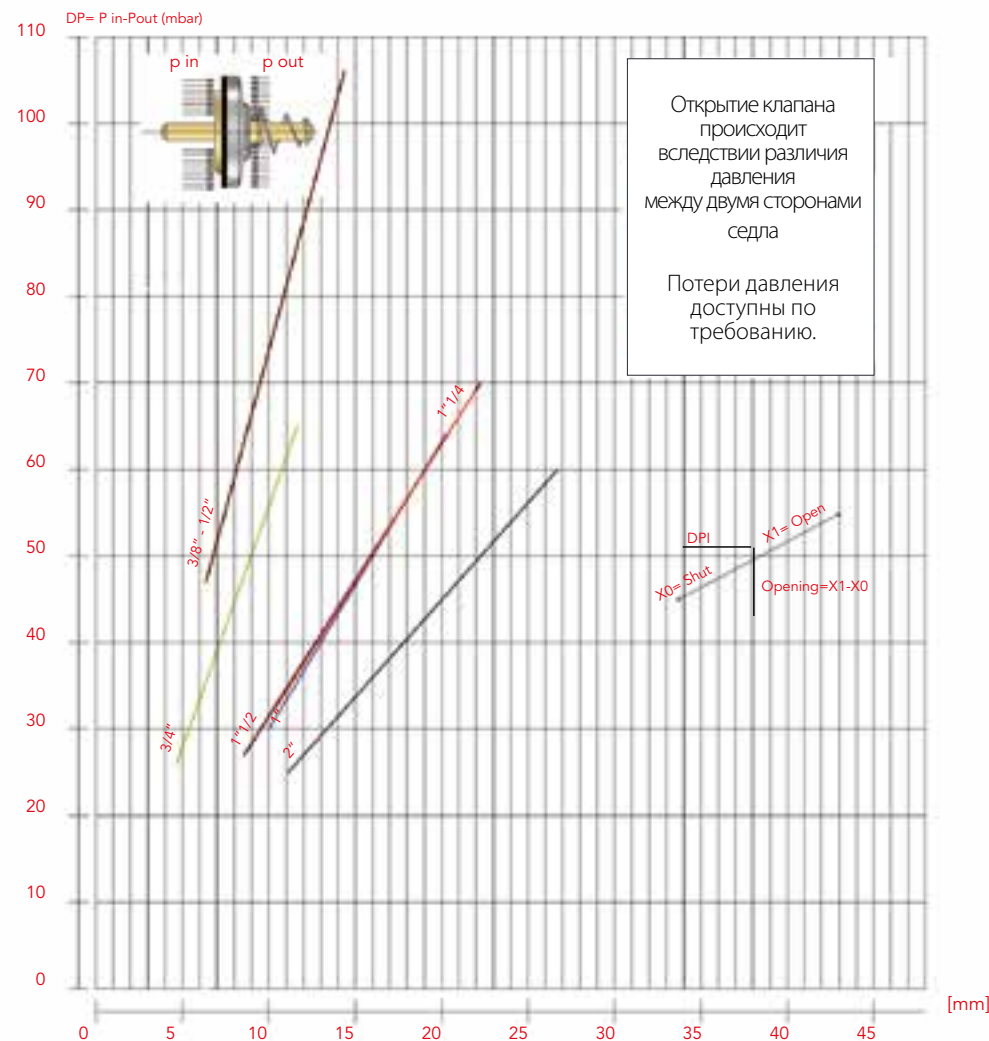 DP= P in-Pout (mbar)
110
p in
p out
100
90
80
70
60
50
40
30
20
10
0
Открытие клапана
происходит
вследствии различия
давления
между двумя сторонами
седла
Потери давления
доступны по
требованию.
3/8" - 1/2"
3/4"
1"1/4
1"1/2
1"
2"
DPI
X1= Open
X0= Shut
Opening=X1-X0
[mm]
0 5 10 15 20 25 30 35 40 45